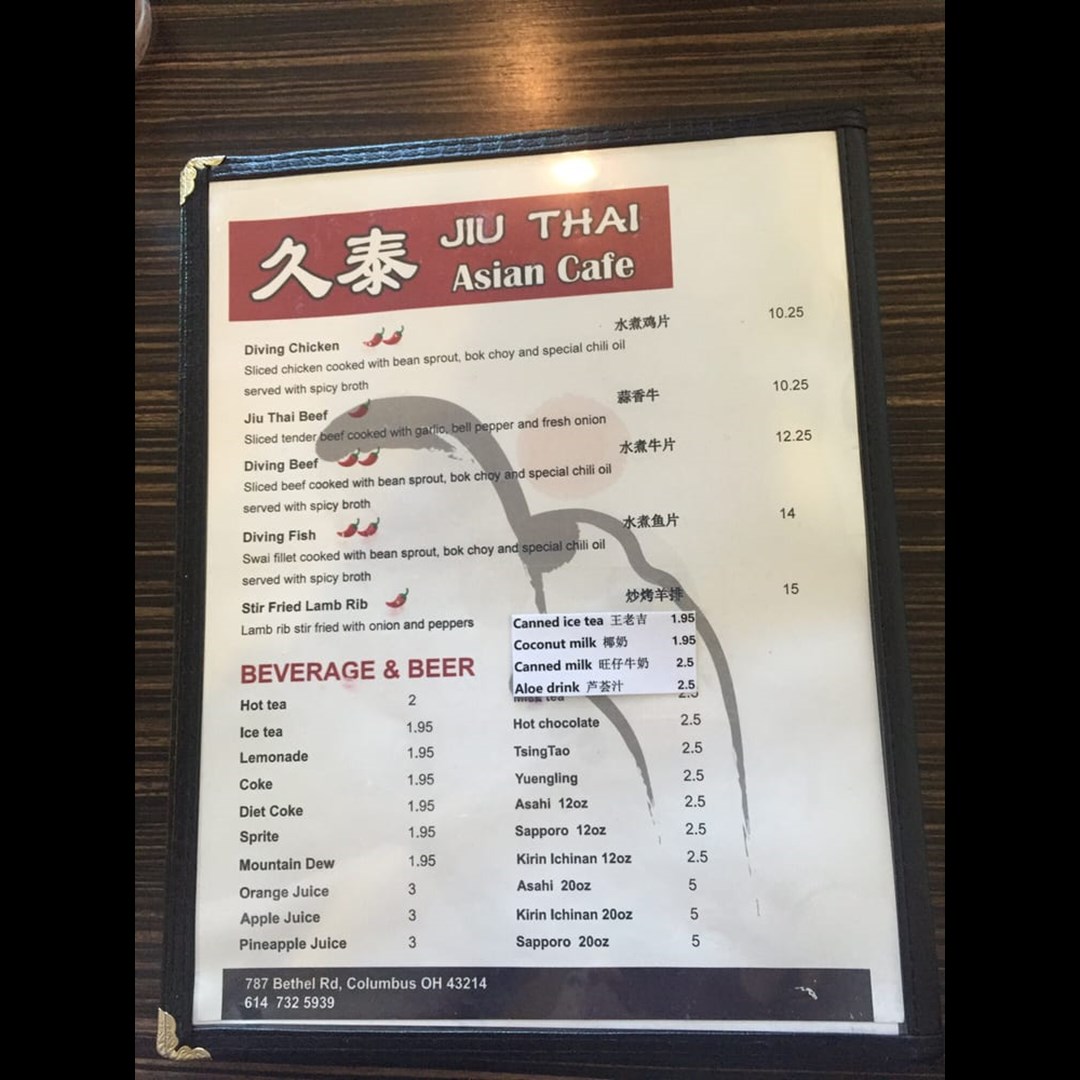 久泰 JIU THAI
Asian Cafe
Diving Chicken 水煮鸡片 10.25
Sliced chicken cooked with bean sprout, bok choy and special chili oil
served with spicy broth
Jiu Thai Beef 蒜香牛 10.25
Sliced tender beef cooked with garlic, bell pepper and fresh onion
Diving Beef 水煮牛片 12.25
Sliced beef cooked with bean sprout, bok choy and special chili oil
served with spicy broth
Diving Fish 水煮鱼片 14
Swai fillet cooked with bean sprout, bok choy and special chili oil
served with spicy broth
Stir Fried Lamb Rib 炒烤羊排 15
Lamb rib stir fried with onion and peppers
BEVERAGE & BEER
Hot tea 2
Ice tea 1.95
Lemonade 1.95
Coke 1.95
Diet Coke 1.95
Sprite 1.95
Mountain Dew 1.95
Orange Juice 3
Apple Juice 3
Pineapple Juice 3
Canned ice tea 王老吉 1.95
Coconut milk 椰奶 1.95
Canned milk 旺仔牛奶 2.5
Aloe drink 芦荟汁 2.5
Milk tea 2.5
Hot chocolate 2.5
TsingTao 2.5
Yuengling 2.5
Asahi 12oz 2.5
Sapporo 12oz 2.5
Kirin Ichinan 12oz 2.5
Asahi 20oz 5
Kirin Ichinan 20oz 5
Sapporo 20oz 5
787 Bethel Rd, Columbus OH 43214
614 732 5939